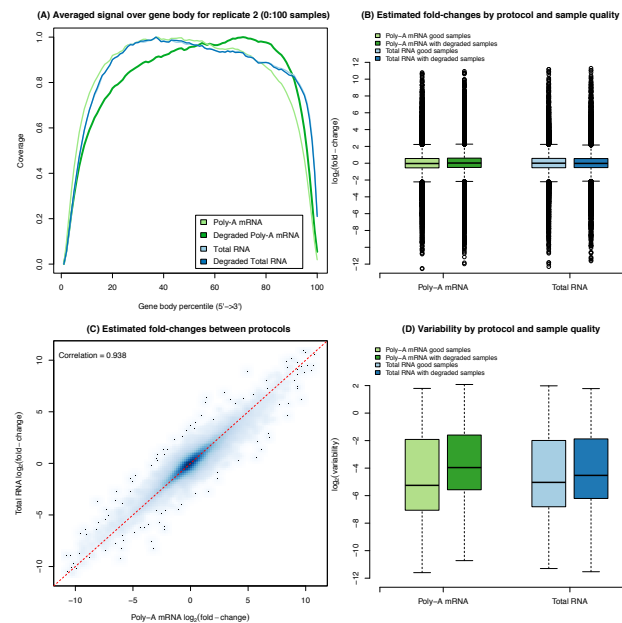 (A) Averaged signal over gene body for replicate 2 (0:100 samples)
Coverage
1.0
0.8
0.6
0.4
0.2
0.0
Poly-A mRNA
Degraded Poly-A mRNA
Total RNA
Degraded Total RNA
0 20 40 60 80 100
Gene body percentile (5'->3')
(B) Estimated fold-changes by protocol and sample quality
Poly-A mRNA good samples
Poly-A mRNA with degraded samples
Total RNA good samples
Total RNA with degraded samples
log2(fold-change)
12
10
8
6
4
2
0
-2
-4
-6
-8
-12
Poly-A mRNA Total RNA
(C) Estimated fold-changes between protocols
Correlation = 0.938
Total RNA log2(fold-change)
10
5
0
-5
-10
-10 -5 0 5 10
Poly-A mRNA log2(fold-change)
(D) Variability by protocol and sample quality
Poly-A mRNA good samples
Poly-A mRNA with degraded samples
Total RNA good samples
Total RNA with degraded samples
log2(variability)
2
0
-2
-4
-6
-8
-10
-12
Poly-A mRNA Total RNA